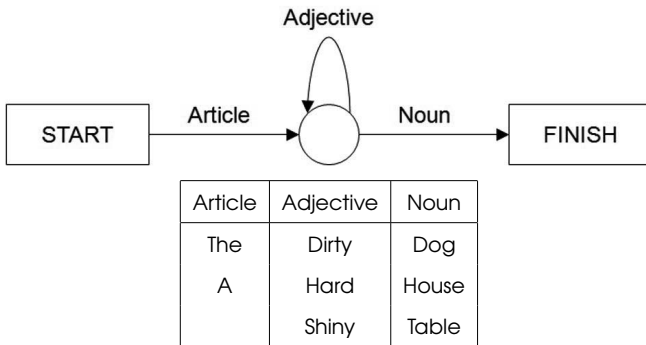 Adjective
START Article Noun FINISH
Article Adjective Noun
The Dirty Dog
A Hard House
Shiny Table